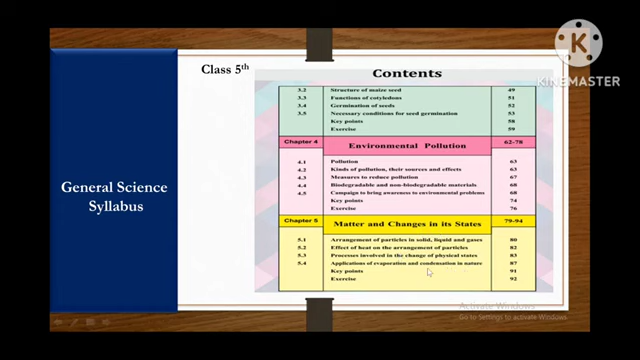 K
KINEMASTER
Class 5th
Contents
General Science
Syllabus
3.2 Structure of maize seed 49
3.3 Functions of cotyledons 51
3.4 Germination of seeds 52
3.5 Necessary conditions for seed germination 53
Key points 58
Exercise 59
Chapter 4 Environmental Pollution 62-78
4.1 Pollution 63
4.2 Kinds of pollution, their sources and effects 63
4.3 Measures to reduce pollution 67
4.4 Biodegradable and non-biodegradable materials 68
4.5 Campaign to bring awareness to environmental problems 68
Key points 74
Exercise 76
Chapter 5 Matter and Changes in its States 79-94
5.1 Arrangement of particles in solid, liquid and gases 80
5.2 Effect of heat on the arrangement of particles 82
5.3 Processes involved in the change of physical states 83
5.4 Applications of evaporation and condensation in nature 87
Key points 91
Exercise 92
Activate Windows
Go to Settings to activate Windows.